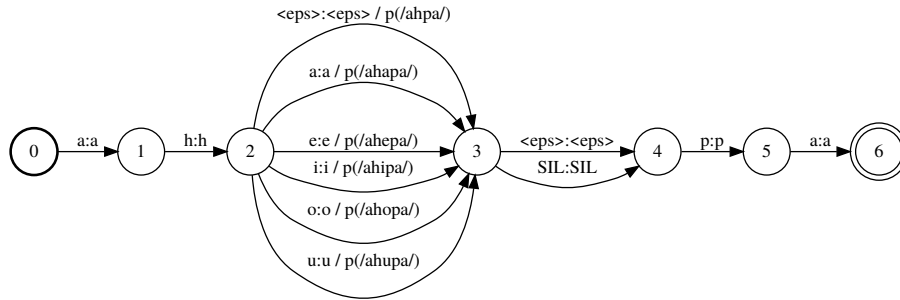 <eps>:<eps> / p(/ahpa/)
a:a / p(/ahapa/)
0 a:a 1 h:h 2 e:e / p(/ahepa/) 3 <eps>:<eps> 4 p:p 5 a:a 6
i:i / p(/ahipa/) SIL:SIL
o:o / p(/ahopa/)
u:u / p(/ahupa/)